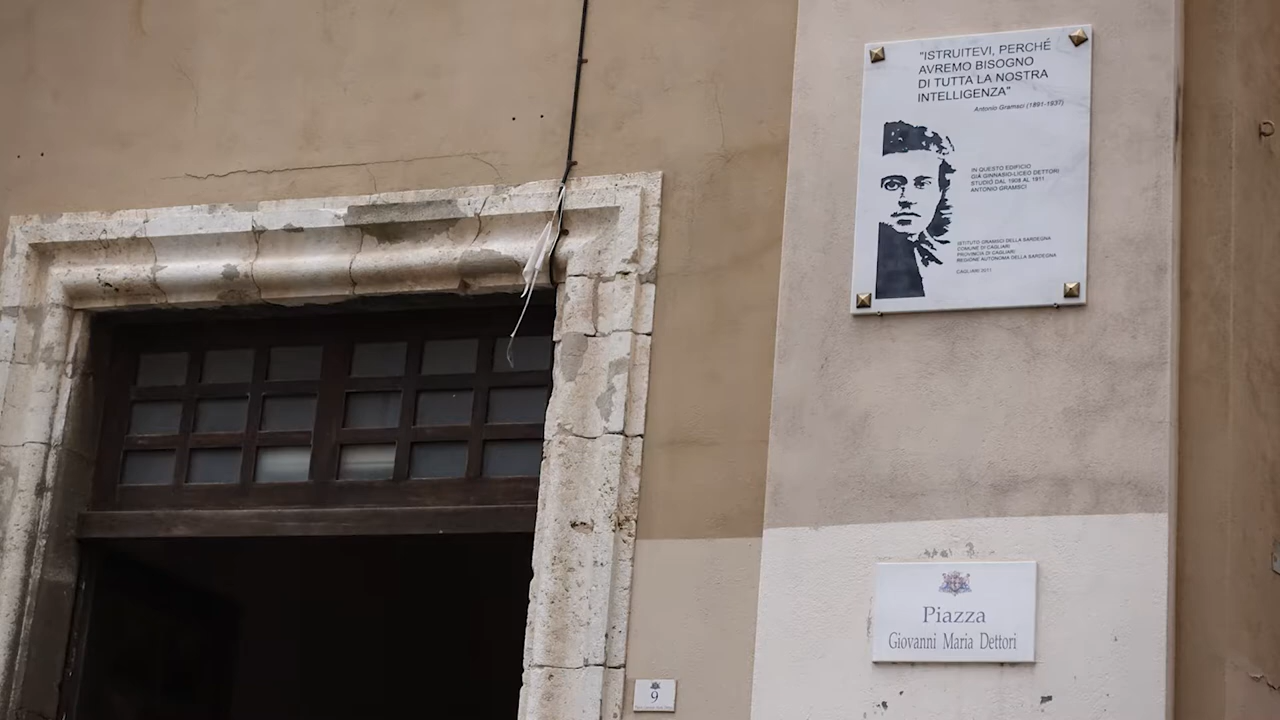 "ISTRUITEVI, PERCHÉ
AVREMO BISOGNO
DI TUTTA LA NOSTRA
INTELLIGENZA"
Antonio Gramsci (1891-1937)
IN QUESTO EDIFICIO
GIÀ GINNASIO-LICEO DETTORI
STUDIÒ DAL 1908 AL 1911
ANTONIO GRAMSCI
ISTITUTO GRAMSCI DELLA SARDEGNA
COMUNE DI CAGLIARI
PROVINCIA DI CAGLIARI
REGIONE AUTONOMA DELLA SARDEGNA
CAGLIARI 2011
Piazza
Giovanni Maria Dettori
9